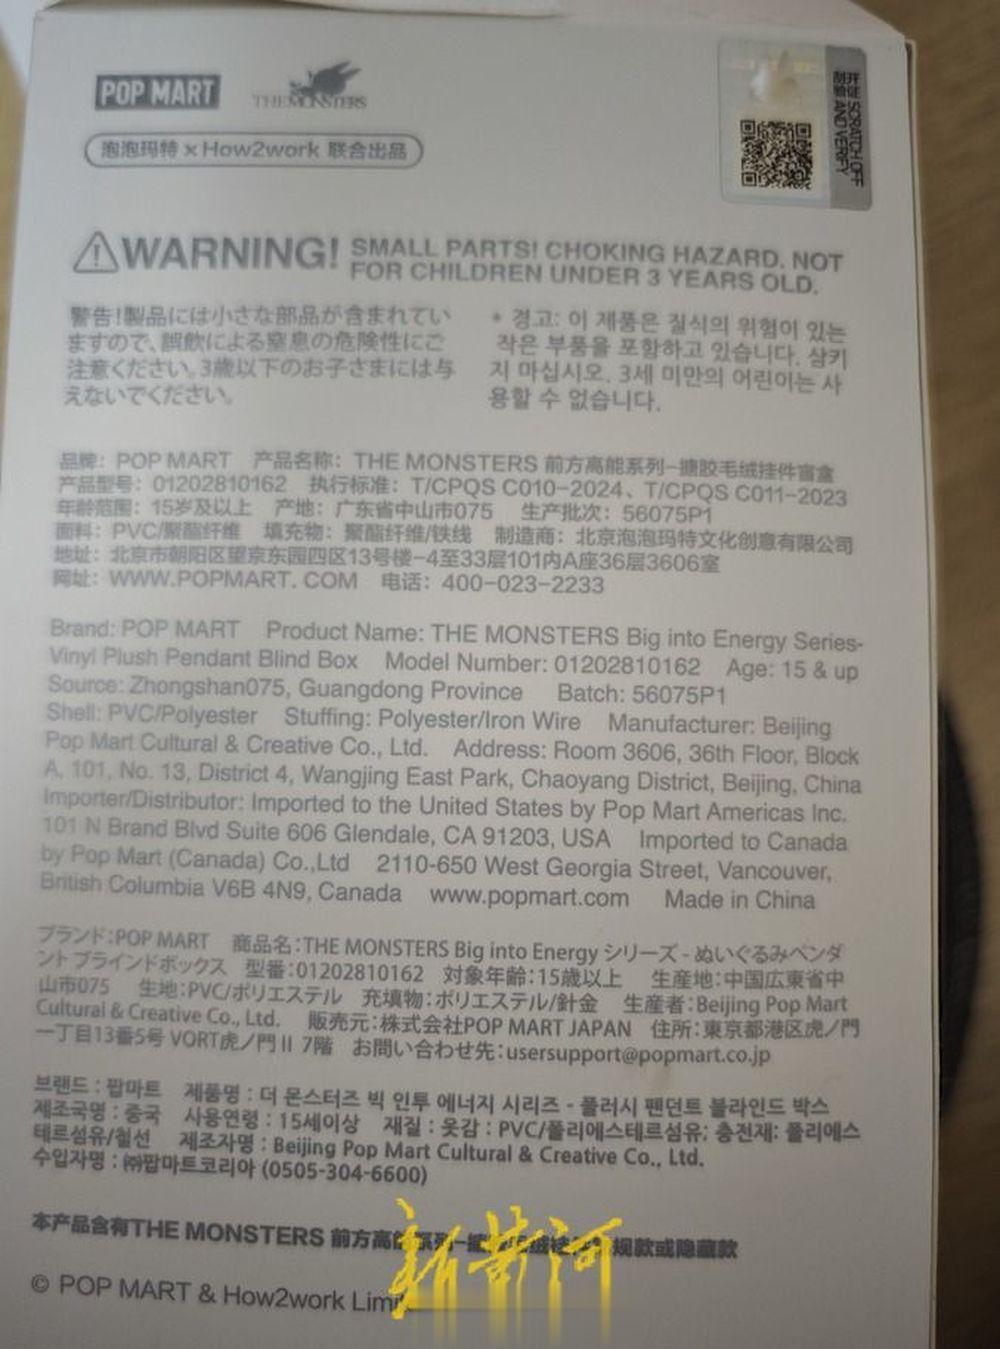 POP MART THE MONSTERS
泡泡玛特 x How2work 联合出品
刮开验证 SCRATCH OFF AND VERIFY
WARNING! SMALL PARTS! CHOKING HAZARD. NOT
FOR CHILDREN UNDER 3 YEARS OLD.
警告!製品には小さな部品が含まれてい
ますので、誤飲による窒息の危険性にご
注意ください。3歳以下のお子さまには与
えないでください。
* 경고: 이 제품은 질식의 위험이 있는
작은 부품을 포함하고 있습니다. 삼키
지 마십시오. 3세 미만의 어린이는 사
용할 수 없습니다.
品牌：POP MART 产品名称：THE MONSTERS 前方高能系列-搪胶毛绒挂件盲盒
产品型号：01202810162 执行标准：T/CPQS C010-2024、T/CPQS C011-2023
年龄范围：15岁及以上 产地：广东省中山市075 生产批次：56075P1
面料：PVC/聚酯纤维 填充物：聚酯纤维/铁线 制造商：北京泡泡玛特文化创意有限公司
地址：北京市朝阳区望京东园四区13号楼-4至33层101内A座36层3606室
网址：WWW.POPMART.COM 电话：400-023-2233
Brand: POP MART Product Name: THE MONSTERS Big into Energy Series-
Vinyl Plush Pendant Blind Box Model Number: 01202810162 Age: 15 & up
Source: Zhongshan075, Guangdong Province Batch: 56075P1
Shell: PVC/Polyester Stuffing: Polyester/Iron Wire Manufacturer: Beijing
Pop Mart Cultural & Creative Co., Ltd. Address: Room 3606, 36th Floor, Block
A, 101, No. 13, District 4, Wangjing East Park, Chaoyang District, Beijing, China
Importer/Distributor: Imported to the United States by Pop Mart Americas Inc.
101 N Brand Blvd Suite 606 Glendale, CA 91203, USA Imported to Canada
by Pop Mart (Canada) Co.,Ltd 2110-650 West Georgia Street, Vancouver,
British Columbia V6B 4N9, Canada www.popmart.com Made in China
ブランド:POP MART 商品名:THE MONSTERS Big into Energy シリーズ - ぬいぐるみペンダ
ント ブラインドボックス 型番:01202810162 対象年齢:15歳以上 生産地:中国広東省中
山市075 生地:PVC/ポリエステル 充填物:ポリエステル/針金 生産者:Beijing Pop Mart
Cultural & Creative Co., Ltd. 販売元:株式会社POP MART JAPAN 住所:東京都港区虎ノ門
一丁目13番5号 VORT虎ノ門 II 7階 お問い合わせ先:usersupport@popmart.co.jp
브랜드 : 팝마트 제품명 : 더 몬스터즈 빅 인투 에너지 시리즈 - 플러시 펜던트 블라인드 박스
제조국명 : 중국 사용연령 : 15세이상 재질 : 옷감 : PVC/폴리에스테르섬유; 충전재: 폴리에스
테르섬유/철선 제조자명 : Beijing Pop Mart Cultural & Creative Co., Ltd.
수입자명 : ㈜팝마트코리아 (0505-304-6600)
本产品含有THE MONSTERS 前方高能系列-搪 规款或隐藏款
© POP MART & How2work
新黄河